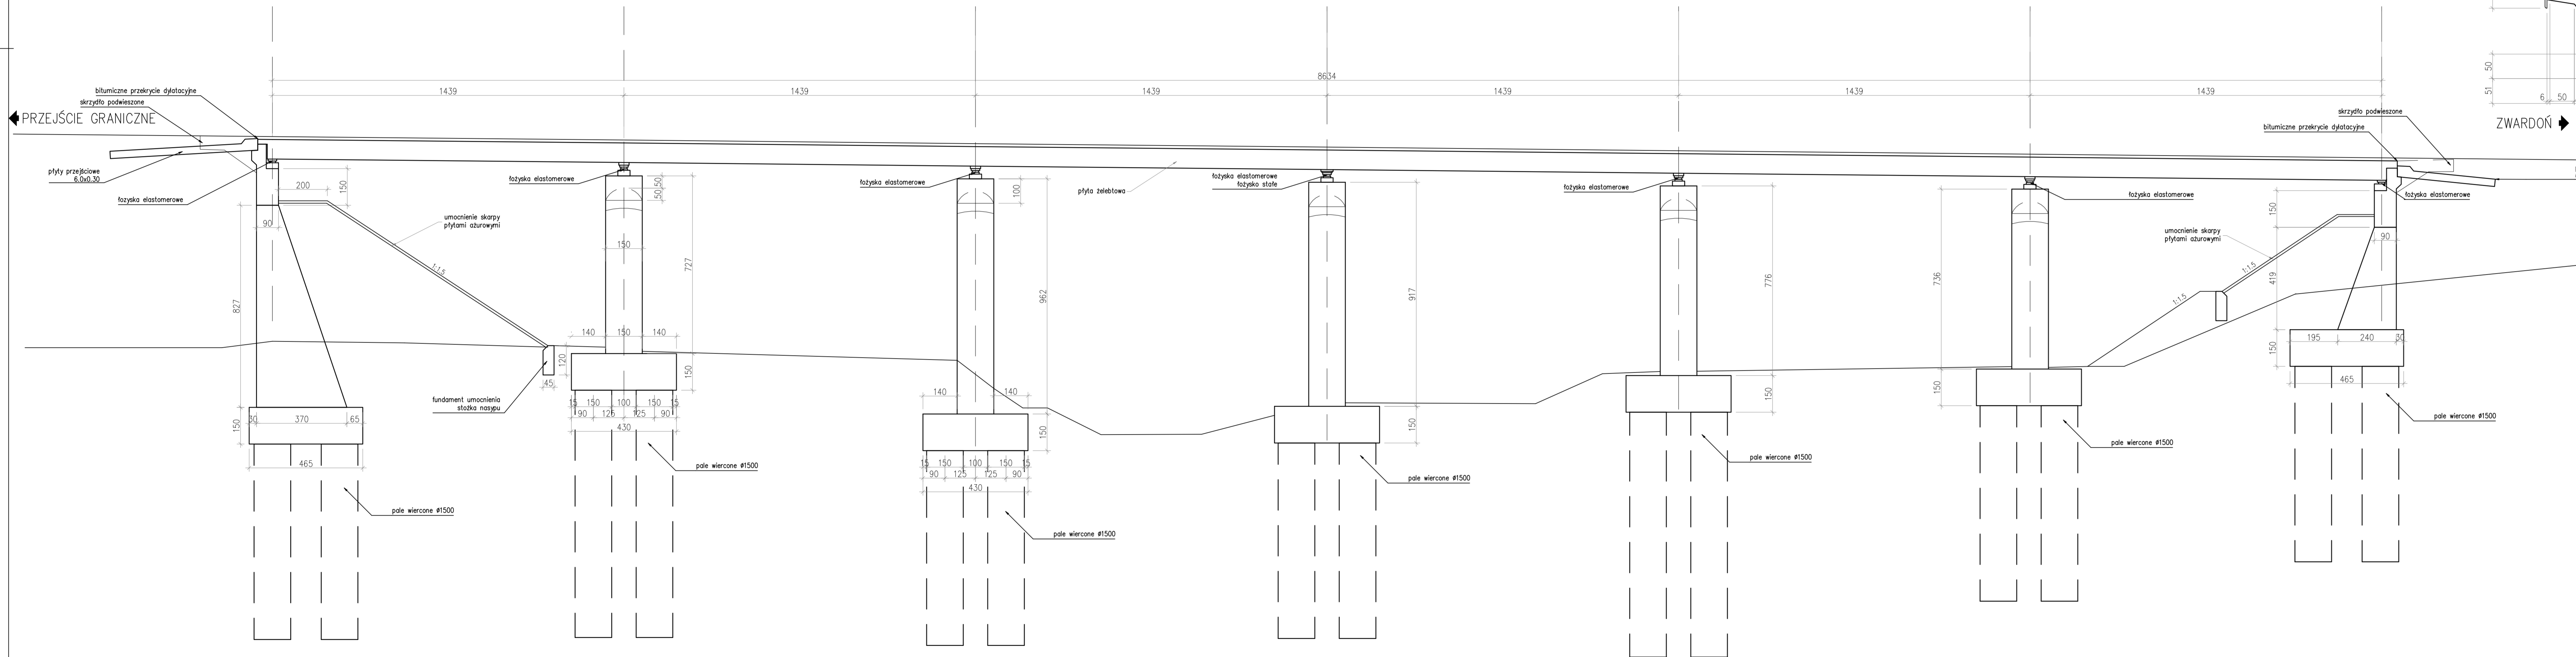 8634
1439
1439
1439
1439
1439
1439
PRZEJŚCIE GRANICZNE
ZWARDOŃ
bitumiczne przekrycie dylatacyjne
skrzydło podwieszone
płyty przejściowe
6.0x0.30
łożyska elastomerowe
200
150
90
827
umocnienie skarpy
płytami ażurowymi
1:1.5
30
370
65
150
465
pale wiercone Ø1500
120
45
fundament umocnienia
stożka nasypu
łożyska elastomerowe
50
50
150
727
140
150
140
150
15
150
100
150
15
90
125
125
90
430
pale wiercone Ø1500
łożyska elastomerowe
100
962
140
140
150
15
150
100
150
15
90
125
125
90
430
pale wiercone Ø1500
płyta żelebtowa
łożyska elastomerowe
łożysko stałe
917
150
pale wiercone Ø1500
łożyska elastomerowe
776
150
pale wiercone Ø1500
736
150
łożyska elastomerowe
pale wiercone Ø1500
skrzydło podwieszone
bitumiczne przekrycie dylatacyjne
łożyska elastomerowe
umocnienie skarpy
płytami ażurowymi
1:1.5
1:1.5
150
90
419
195
240
30
150
465
pale wiercone Ø1500
50
51
6
50